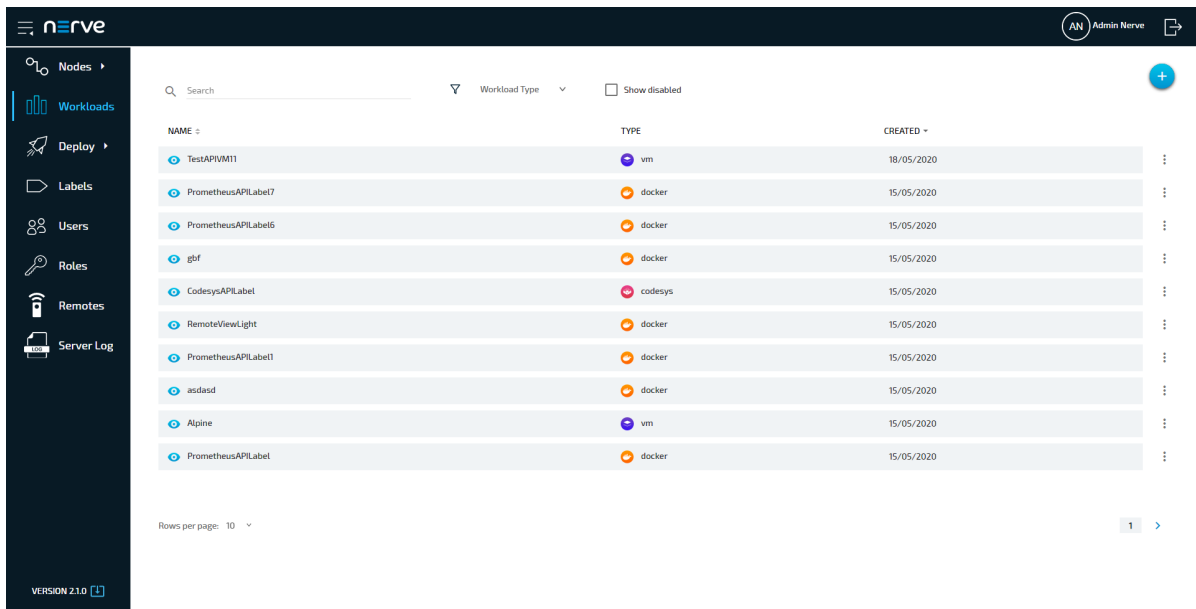 nerve
AN Admin Nerve
Nodes
Workloads
Deploy
Labels
Users
Roles
Remotes
LOG Server Log
VERSION 2.1.0
Search Workload Type Show disabled
+
NAME TYPE CREATED
TestAPIVM11 vm 18/05/2020
PrometheusAPILabel7 docker 15/05/2020
PrometheusAPILabel6 docker 15/05/2020
gbf docker 15/05/2020
CodesysAPILabel codesys 15/05/2020
RemoteViewLight docker 15/05/2020
PrometheusAPILabel1 docker 15/05/2020
asdasd docker 15/05/2020
Alpine vm 15/05/2020
PrometheusAPILabel docker 15/05/2020
Rows per page: 10 1